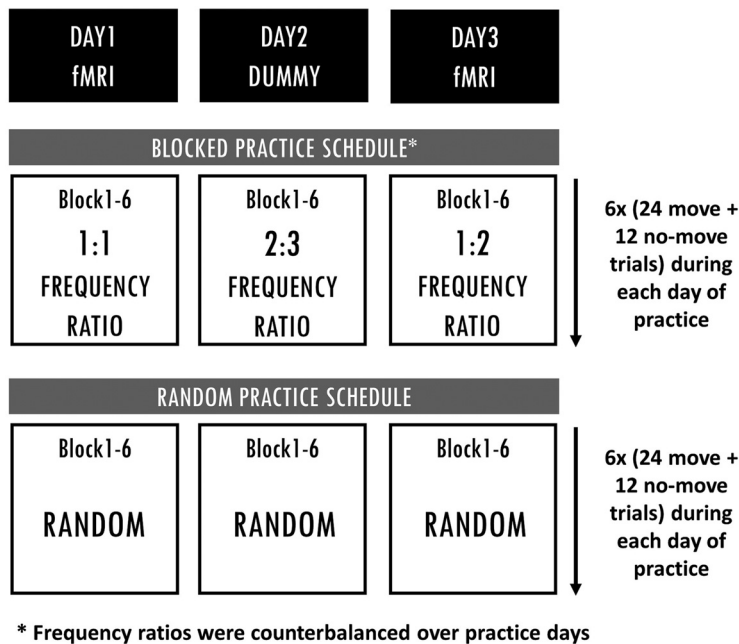 DAY1
fMRI
DAY2
DUMMY
DAY3
fMRI
BLOCKED PRACTICE SCHEDULE*
Block1-6
1:1
FREQUENCY
RATIO
Block1-6
2:3
FREQUENCY
RATIO
Block1-6
1:2
FREQUENCY
RATIO
6x (24 move +
12 no-move
trials) during
each day of
practice
RANDOM PRACTICE SCHEDULE
Block1-6
RANDOM
Block1-6
RANDOM
Block1-6
RANDOM
6x (24 move +
12 no-move
trials) during
each day of
practice
* Frequency ratios were counterbalanced over practice days